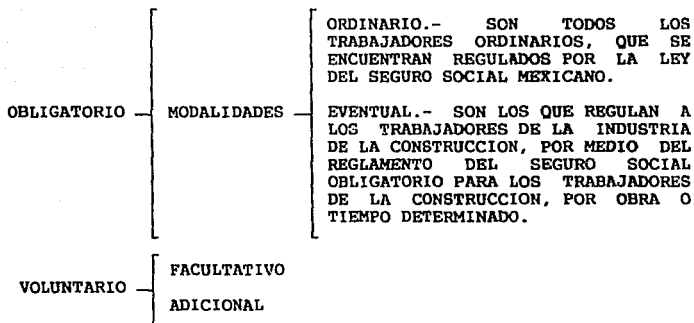 ORDINARIO.- SON TODOS LOS
TRABAJADORES ORDINARIOS, QUE SE
ENCUENTRAN REGULADOS POR LA LEY
DEL SEGURO SOCIAL MEXICANO.
OBLIGATORIO
MODALIDADES
EVENTUAL.- SON LOS QUE REGULAN A
LOS TRABAJADORES DE LA INDUSTRIA
DE LA CONSTRUCCION, POR MEDIO DEL
REGLAMENTO DEL SEGURO SOCIAL
OBLIGATORIO PARA LOS TRABAJADORES
DE LA CONSTRUCCION, POR OBRA O
TIEMPO DETERMINADO.
VOLUNTARIO
FACULTATIVO
ADICIONAL